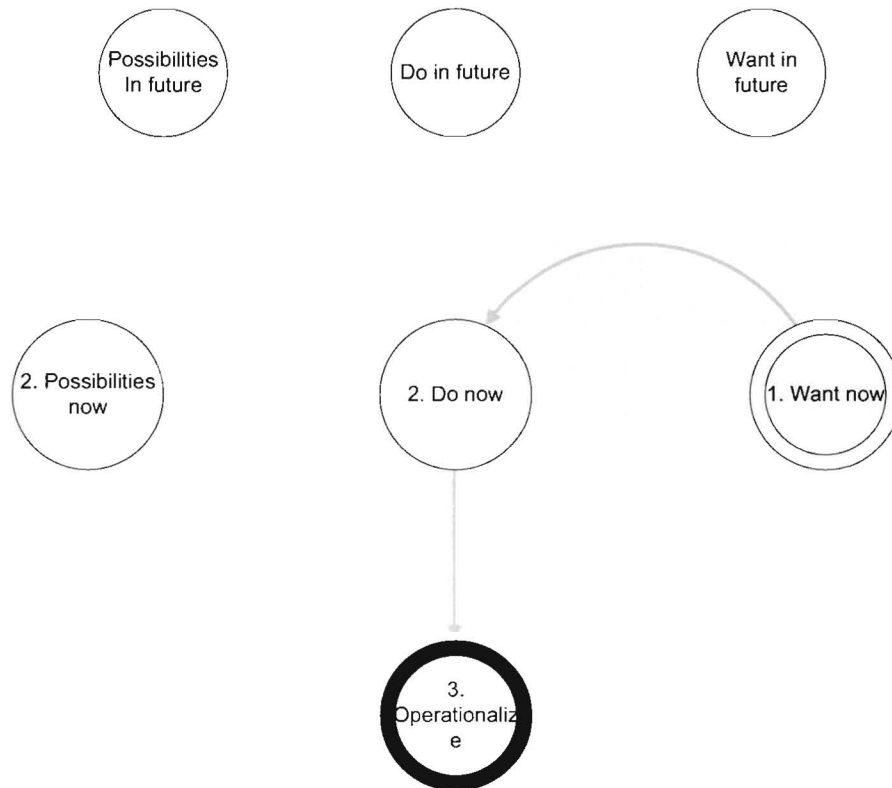 Possibilities
In future
Do in future
Want in
future
2. Possibilities
now
2. Do now
1. Want now
3.
Operationaliz
e